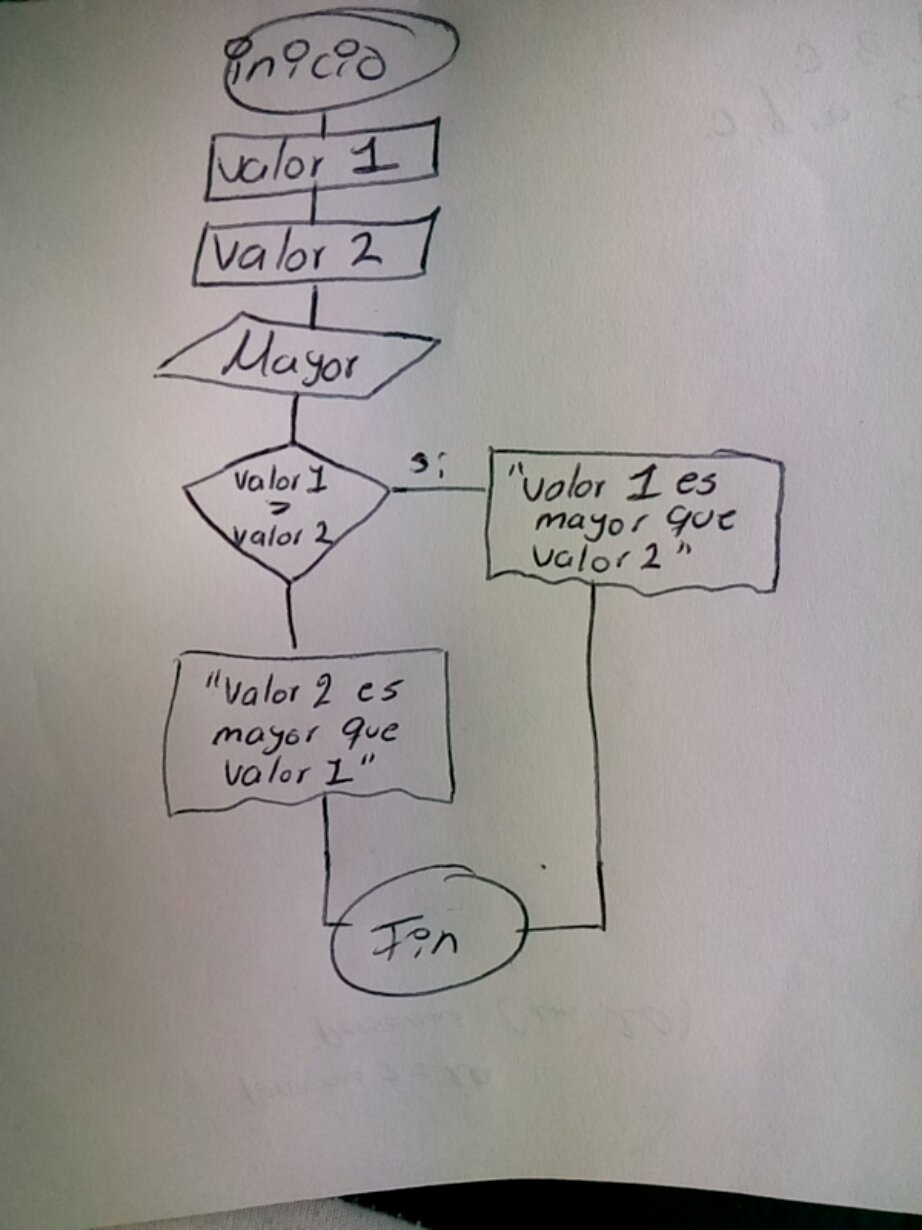 inicio
valor 1
valor 2
Mayor
valor 1
>
valor 2
si
"valor 1 es
mayor que
valor 2"
"valor 2 es
mayor que
valor 1"
Fin